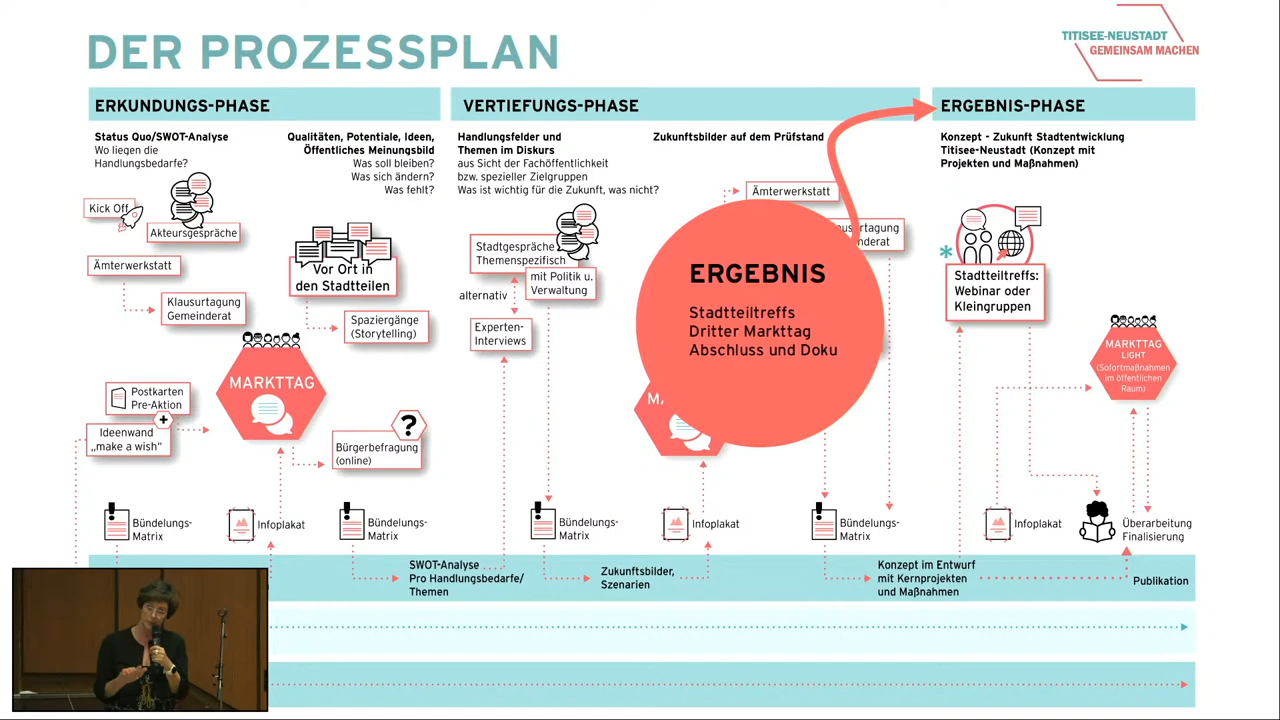 DER PROZESSPLAN
TITISEE-NEUSTADT
GEMEINSAM MACHEN
ERKUNDUNGS-PHASE
Status Quo/SWOT-Analyse
Wo liegen die
Handlungsbedarfe?
Qualitäten, Potentiale, Ideen,
Öffentliches Meinungsbild
Was soll bleiben?
Was sich ändern?
Was fehlt?
Kick Off
Akteursgespräche
Ämterwerkstatt
Klausurtagung
Gemeinderat
Vor Ort in
den Stadtteilen
Spaziergänge
(Storytelling)
MARKTTAG
Postkarten
Pre-Aktion
+
Ideenwand
„make a wish“
?
Bürgerbefragung
(online)
Bündelungs-
Matrix
Infoplakat
Bündelungs-
Matrix
SWOT-Analyse
Pro Handlungsbedarfe/
Themen
VERTIEFUNGS-PHASE
Handlungsfelder und
Themen im Diskurs
aus Sicht der Fachöffentlichkeit
bzw. spezieller Zielgruppen
Was ist wichtig für die Zukunft, was nicht?
Zukunftsbilder auf dem Prüfstand
Stadtgespräche
Themenspezifisch
mit Politik u.
Verwaltung
alternativ
Experten-
Interviews
Ämterwerkstatt
ERGEBNIS
Stadtteiltreffs
Dritter Markttag
Abschluss und Doku
Bündelungs-
Matrix
Infoplakat
Bündelungs-
Matrix
Zukunftsbilder,
Szenarien
Konzept im Entwurf
mit Kernprojekten
und Maßnahmen
ERGEBNIS-PHASE
Konzept - Zukunft Stadtentwicklung
Titisee-Neustadt (Konzept mit
Projekten und Maßnahmen)
*
Stadtteiltreffs:
Webinar oder
Kleingruppen
MARKTTAG
LIGHT
(Sofortmaßnahmen
im öffentlichen
Raum)
Infoplakat
Überarbeitung
Finalisierung
Publikation